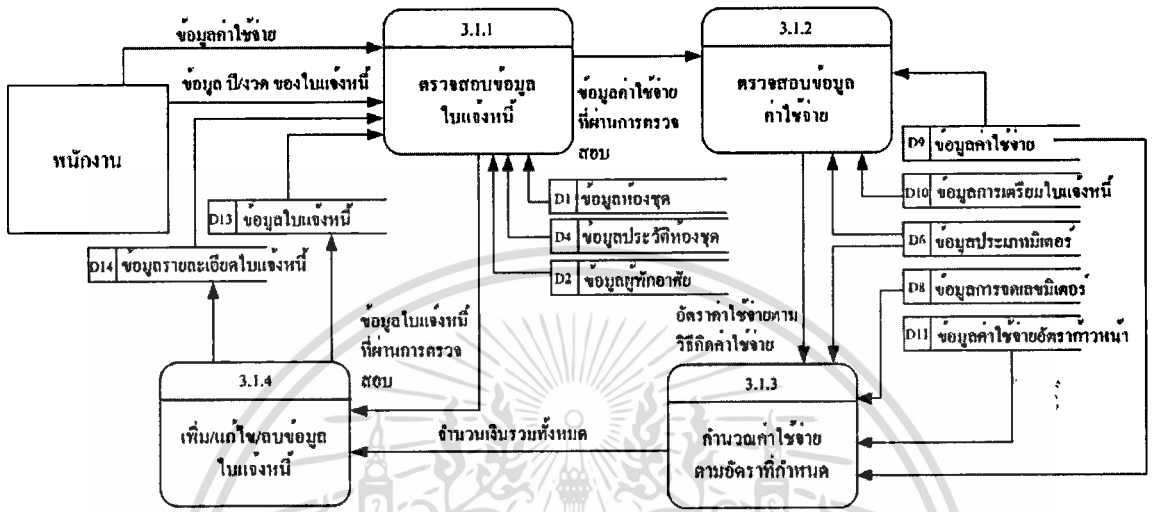 ข้อมูลค่าใช้จ่าย
ข้อมูล ปี/งวด ของใบแจ้งหนี้
พนักงาน
3.1.1
ตรวจสอบข้อมูล
ใบแจ้งหนี้
ข้อมูลค่าใช้จ่าย
ที่ผ่านการตรวจ
สอบ
3.1.2
ตรวจสอบข้อมูล
ค่าใช้จ่าย
D9 ข้อมูลค่าใช้จ่าย
D10 ข้อมูลการเตรียมใบแจ้งหนี้
D6 ข้อมูลประเภทมิเตอร์
D8 ข้อมูลการจดเลขมิเตอร์
D11 ข้อมูลค่าใช้จ่ายอัตราก้าวหน้า
D1 ข้อมูลห้องชุด
D4 ข้อมูลประวัติห้องชุด
D2 ข้อมูลผู้พักอาศัย
D13 ข้อมูลใบแจ้งหนี้
D14 ข้อมูลรายละเอียดใบแจ้งหนี้
ข้อมูลใบแจ้งหนี้
ที่ผ่านการตรวจ
สอบ
อัตราค่าใช้จ่ายตาม
วิธีคิดค่าใช้จ่าย
3.1.4
เพิ่ม/แก้ไข/ลบข้อมูล
ใบแจ้งหนี้
จำนวนเงินรวมทั้งหมด
3.1.3
คำนวณค่าใช้จ่าย
ตามอัตราที่กำหนด